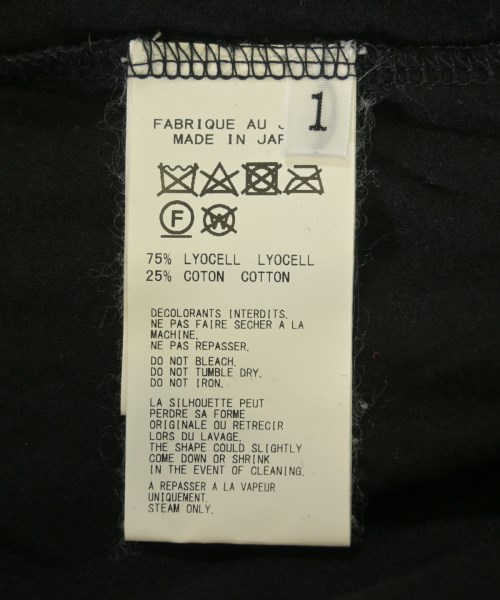 1
FABRIQUE AU
MADE IN
F
W
75% LYOCELL LYOCELL
25% COTON COTTON
DECOLORANTS INTERDITS.
NE PAS FAIRE SECHER A LA
MACHINE.
NE PAS REPASSER.
DO NOT BLEACH.
DO NOT TUMBLE DRY.
DO NOT IRON.
LA SILHOUETTE PEUT
PERDRE SA FORME
ORIGINALE OU RETRECIR
LORS DU LAVAGE.
THE SHAPE COULD SLIGHTLY
COME DOWN OR SHRINK
IN THE EVENT OF CLEANING.
A REPASSER A LA VAPEUR
UNIQUEMENT.
STEAM ONLY.